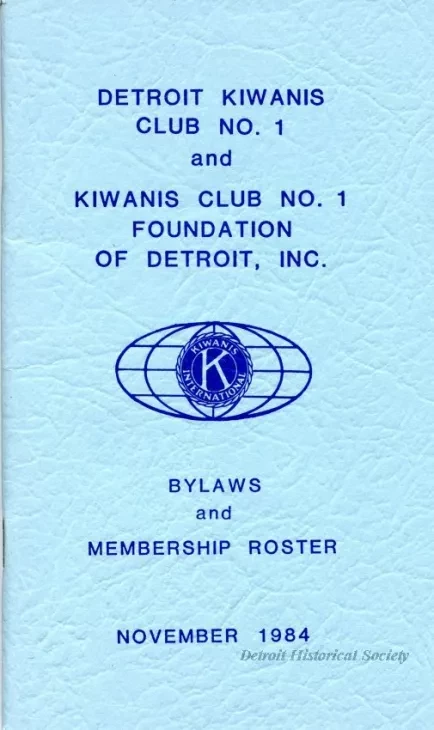 DETROIT KIWANIS
CLUB NO. 1
and
KIWANIS CLUB NO. 1
FOUNDATION
OF DETROIT, INC.
KIWANIS
K
INTERNATIONAL
BYLAWS
and
MEMBERSHIP ROSTER
NOVEMBER 1984
Detroit Historical Society